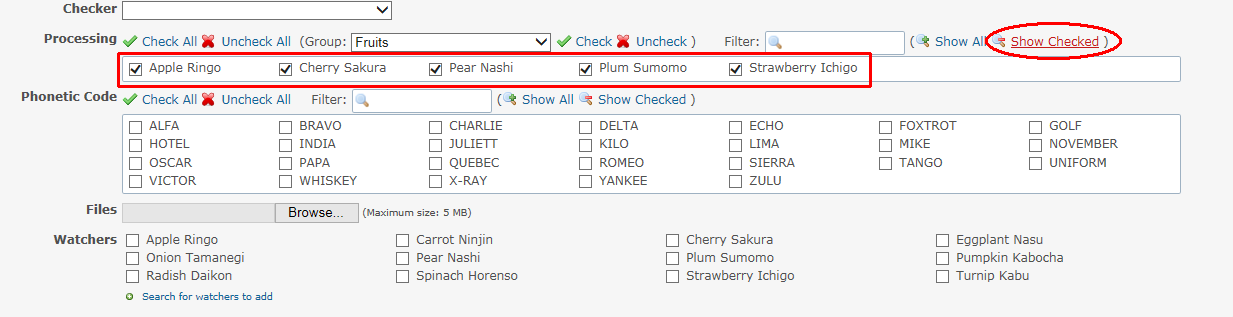 Checker
Processing Check All Uncheck All (Group: Fruits Check Uncheck ) Filter: ( Show All Show Checked )
Apple Ringo Cherry Sakura Pear Nashi Plum Sumomo Strawberry Ichigo
Phonetic Code Check All Uncheck All Filter: ( Show All Show Checked )
ALFA BRAVO CHARLIE DELTA ECHO FOXTROT GOLF
HOTEL INDIA JULIETT KILO LIMA MIKE NOVEMBER
OSCAR PAPA QUEBEC ROMEO SIERRA TANGO UNIFORM
VICTOR WHISKEY X-RAY YANKEE ZULU
Files Browse... (Maximum size: 5 MB)
Watchers Apple Ringo Carrot Ninjin Cherry Sakura Eggplant Nasu
Onion Tamanegi Pear Nashi Plum Sumomo Pumpkin Kabocha
Radish Daikon Spinach Horenso Strawberry Ichigo Turnip Kabu
Search for watchers to add